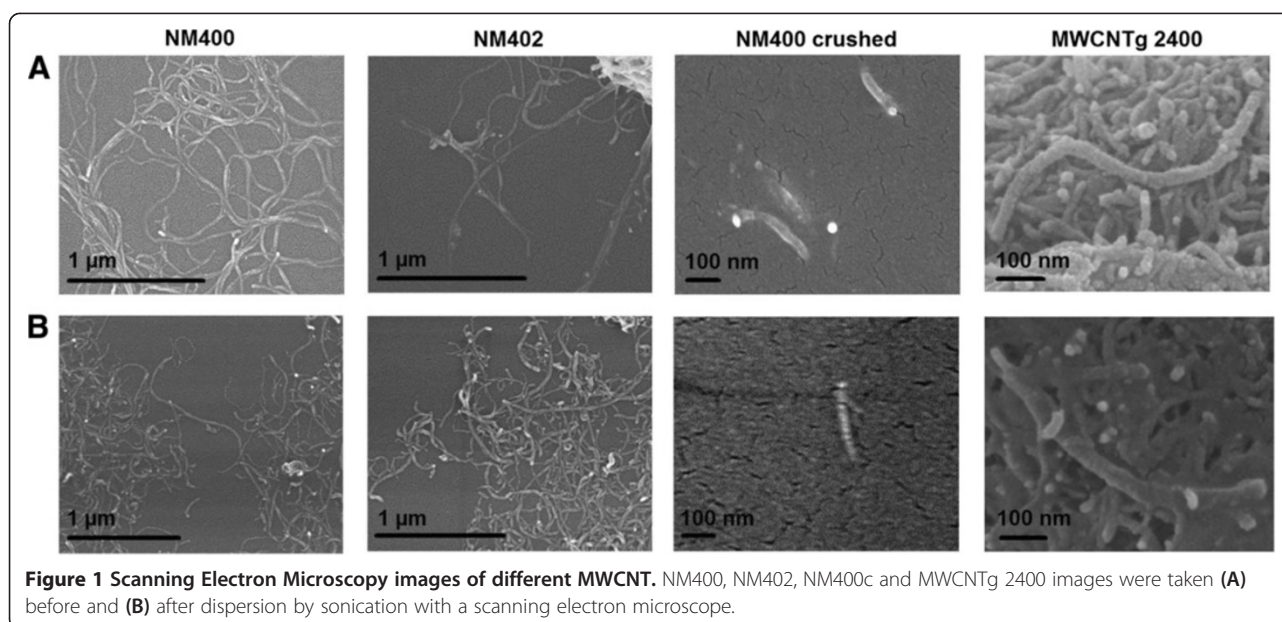 NM400 NM402 NM400 crushed MWCNTg 2400
A
1 µm 1 µm 100 nm 100 nm
B
1 µm 1 µm 100 nm 100 nm
Figure 1 Scanning Electron Microscopy images of different MWCNT. NM400, NM402, NM400c and MWCNTg 2400 images were taken (A)
before and (B) after dispersion by sonication with a scanning electron microscope.